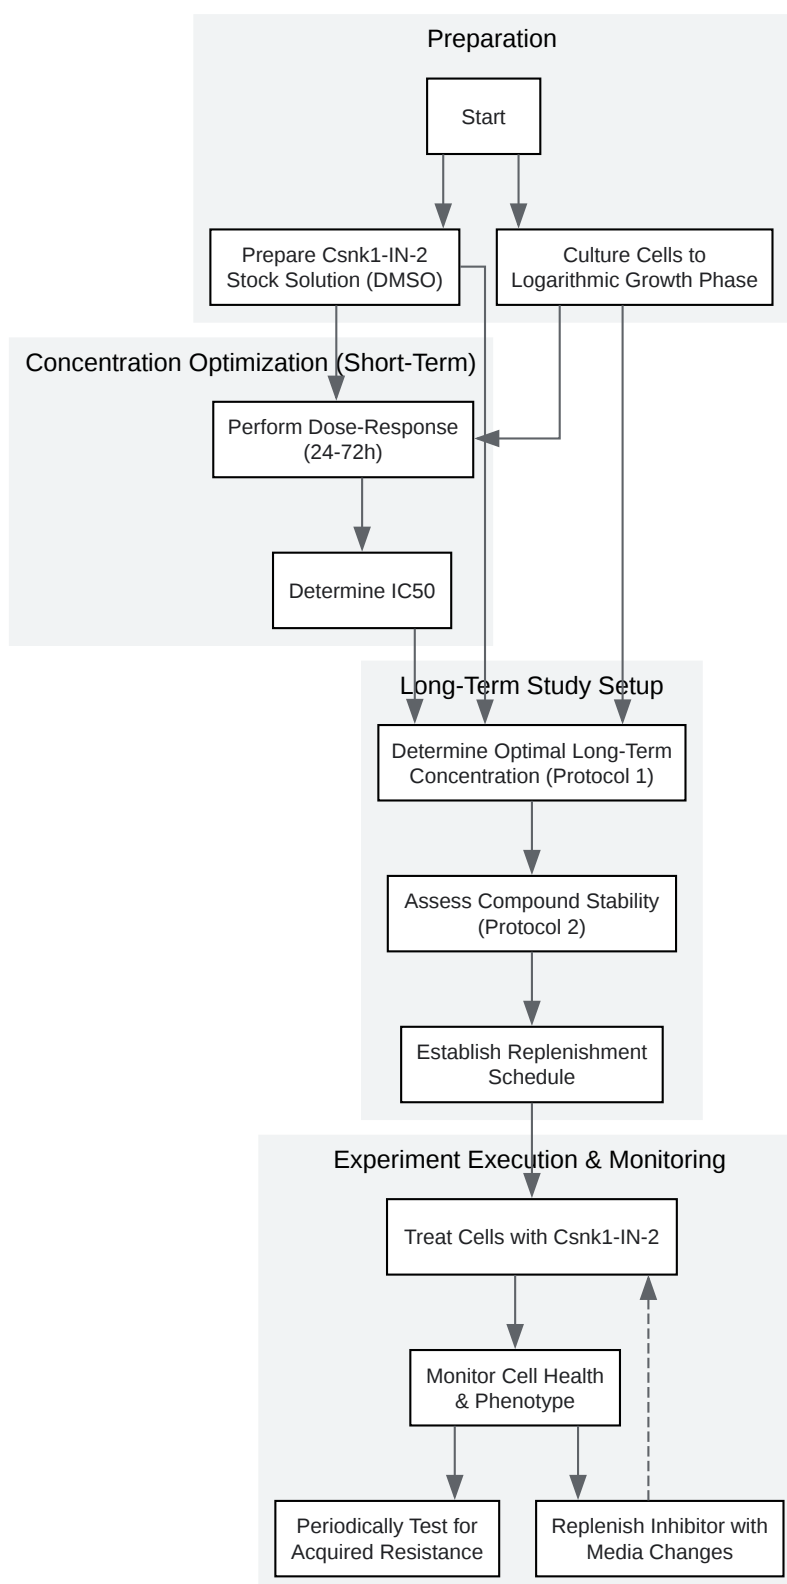 Preparation
Start
Prepare Csnk1-IN-2
Stock Solution (DMSO)
Culture Cells to
Logarithmic Growth Phase
Concentration Optimization (Short-Term)
Perform Dose-Response
(24-72h)
Determine IC50
Long-Term Study Setup
Determine Optimal Long-Term
Concentration (Protocol 1)
Assess Compound Stability
(Protocol 2)
Establish Replenishment
Schedule
Experiment Execution & Monitoring
Treat Cells with Csnk1-IN-2
Monitor Cell Health
& Phenotype
Periodically Test for
Acquired Resistance
Replenish Inhibitor with
Media Changes